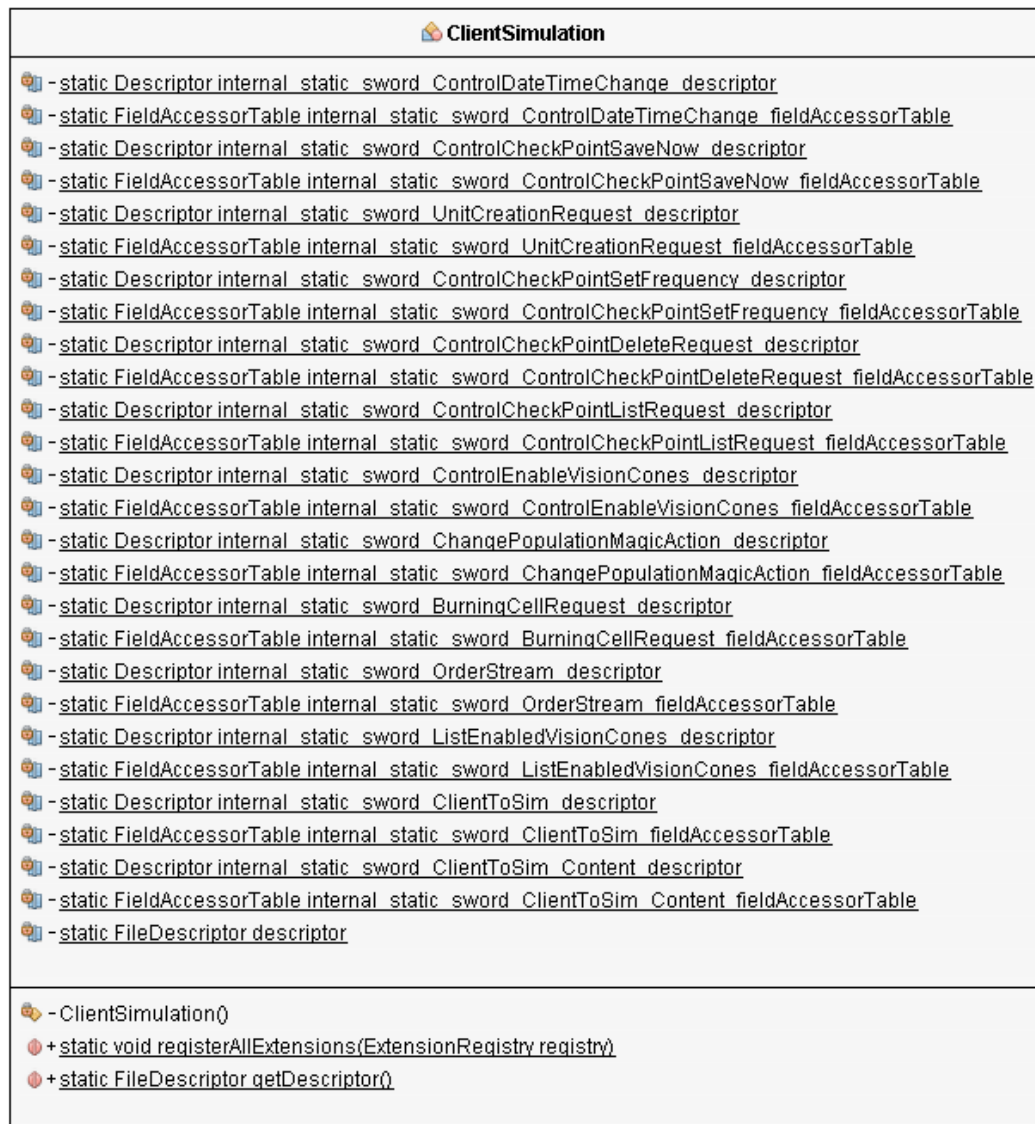 ClientSimulation
- static Descriptor internal_static_sword_ControlDateTimeChange_descriptor
- static FieldAccessorTable internal_static_sword_ControlDateTimeChange_fieldAccessorTable
- static Descriptor internal_static_sword_ControlCheckPointSaveNow_descriptor
- static FieldAccessorTable internal_static_sword_ControlCheckPointSaveNow_fieldAccessorTable
- static Descriptor internal_static_sword_UnitCreationRequest_descriptor
- static FieldAccessorTable internal_static_sword_UnitCreationRequest_fieldAccessorTable
- static Descriptor internal_static_sword_ControlCheckPointSetFrequency_descriptor
- static FieldAccessorTable internal_static_sword_ControlCheckPointSetFrequency_fieldAccessorTable
- static Descriptor internal_static_sword_ControlCheckPointDeleteRequest_descriptor
- static FieldAccessorTable internal_static_sword_ControlCheckPointDeleteRequest_fieldAccessorTable
- static Descriptor internal_static_sword_ControlCheckPointListRequest_descriptor
- static FieldAccessorTable internal_static_sword_ControlCheckPointListRequest_fieldAccessorTable
- static Descriptor internal_static_sword_ControlEnableVisionCones_descriptor
- static FieldAccessorTable internal_static_sword_ControlEnableVisionCones_fieldAccessorTable
- static Descriptor internal_static_sword_ChangePopulationMagicAction_descriptor
- static FieldAccessorTable internal_static_sword_ChangePopulationMagicAction_fieldAccessorTable
- static Descriptor internal_static_sword_BurningCellRequest_descriptor
- static FieldAccessorTable internal_static_sword_BurningCellRequest_fieldAccessorTable
- static Descriptor internal_static_sword_OrderStream_descriptor
- static FieldAccessorTable internal_static_sword_OrderStream_fieldAccessorTable
- static Descriptor internal_static_sword_ListEnabledVisionCones_descriptor
- static FieldAccessorTable internal_static_sword_ListEnabledVisionCones_fieldAccessorTable
- static Descriptor internal_static_sword_ClientToSim_descriptor
- static FieldAccessorTable internal_static_sword_ClientToSim_fieldAccessorTable
- static Descriptor internal_static_sword_ClientToSim_Content_descriptor
- static FieldAccessorTable internal_static_sword_ClientToSim_Content_fieldAccessorTable
- static FileDescriptor descriptor
- ClientSimulation()
+ static void registerAllExtensions(ExtensionRegistry registry)
+ static FileDescriptor getDescriptor()